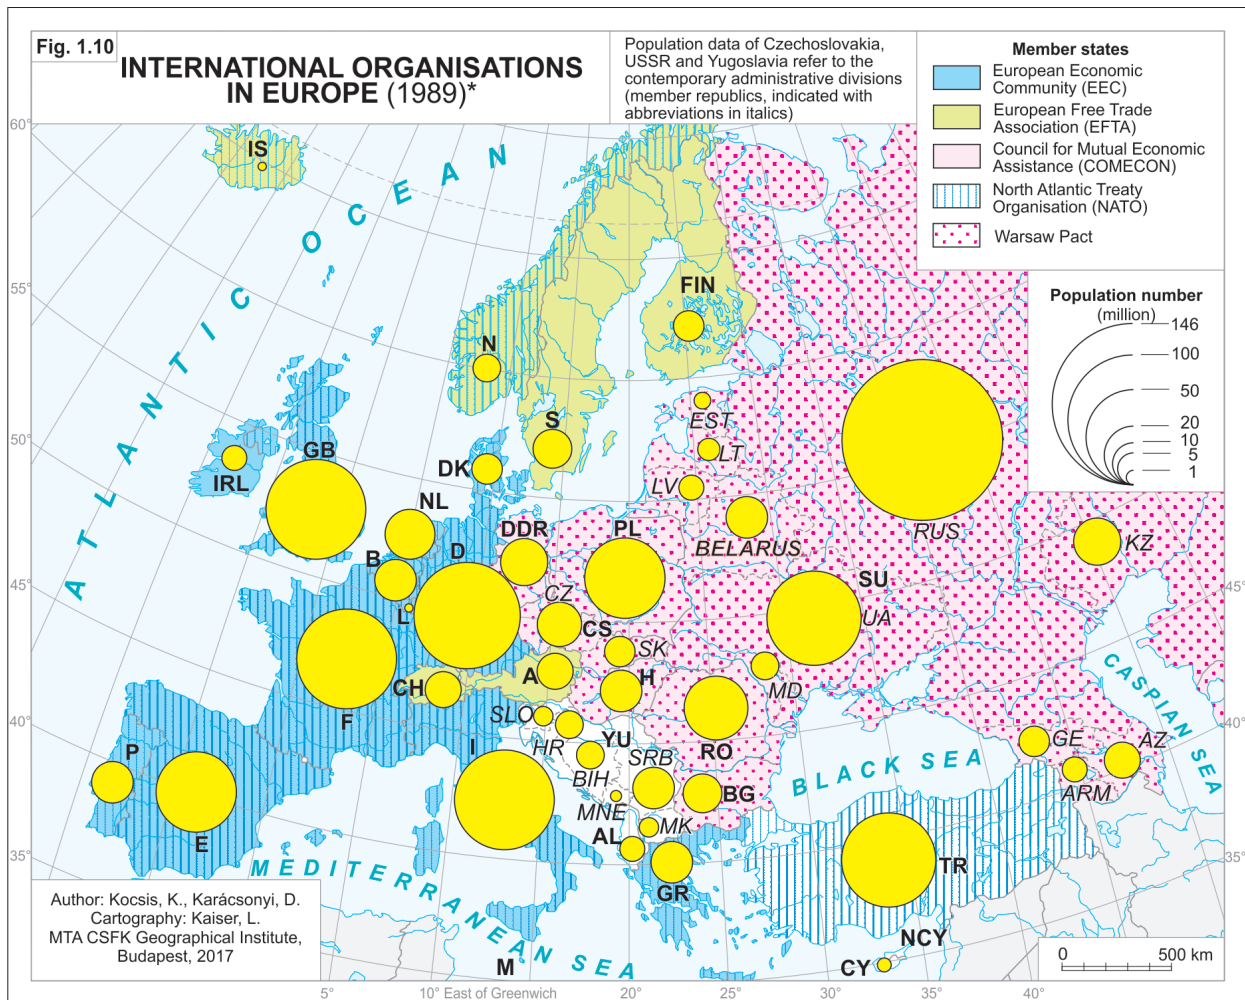 Fig. 1.10
INTERNATIONAL ORGANISATIONS
IN EUROPE (1989)*
Population data of Czechoslovakia,
USSR and Yugoslavia refer to the
contemporary administrative divisions
(member republics, indicated with
abbreviations in italics)
Member states
European Economic
Community (EEC)
European Free Trade
Association (EFTA)
Council for Mutual Economic
Assistance (COMECON)
North Atlantic Treaty
Organisation (NATO)
Warsaw Pact
Population number
(million)
146
100
50
20
10
5
1
60°
55°
50°
45°
40°
35°
ATLANTIC OCEAN
IS
FIN
N
S
EST
LT
LV
GB
IRL
DK
NL
DDR
PL
BELARUS
RUS
KZ
B
D
CZ
SU
UA
L
CS
SK
A
H
MD
CH
F
SLO
HR
YU
RO
CASPIAN SEA
45°
P
I
BIH
SRB
BG
BLACK SEA
GE
AZ
ARM
MNE
MK
E
AL
GR
TR
35°
MEDITERRANEAN SEA
M
NCY
CY
Author: Kocsis, K., Karácsonyi, D.
Cartography: Kaiser, L.
MTA CSFK Geographical Institute,
Budapest, 2017
0 500 km
5° 10° East of Greenwich 20° 25° 30° 35° 40°